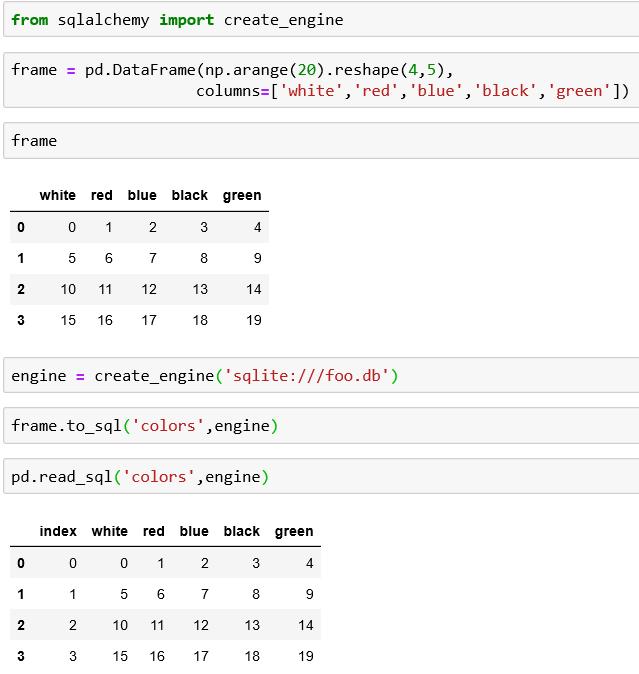 from sqlalchemy import create_engine
frame = pd.DataFrame(np.arange(20).reshape(4,5),
columns=['white','red','blue','black','green'])
frame
white red blue black green
0 0 1 2 3 4
1 5 6 7 8 9
2 10 11 12 13 14
3 15 16 17 18 19
engine = create_engine('sqlite:///foo.db')
frame.to_sql('colors',engine)
pd.read_sql('colors',engine)
index white red blue black green
0 0 0 1 2 3 4
1 1 5 6 7 8 9
2 2 10 11 12 13 14
3 3 15 16 17 18 19